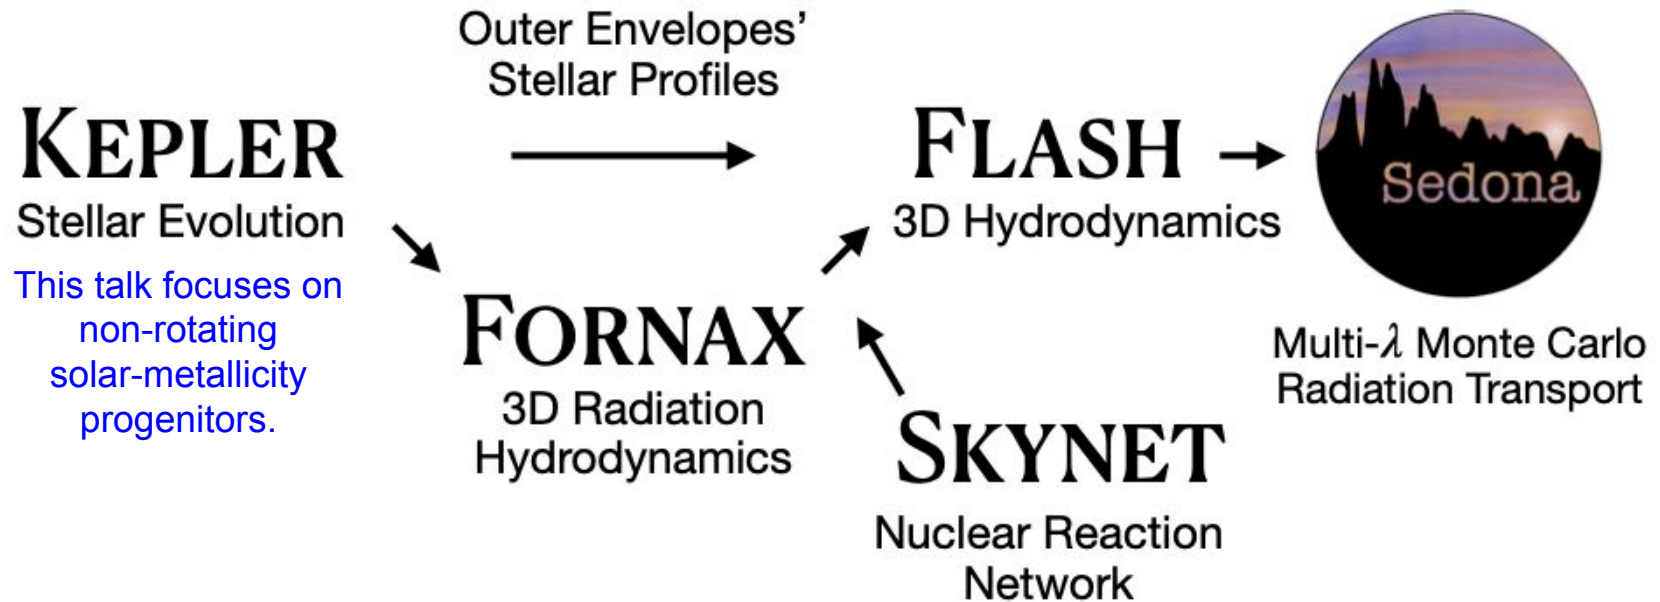 Outer Envelopes’
Stellar Profiles
KEPLER
Stellar Evolution
This talk focuses on
non-rotating
solar-metallicity
progenitors.
FORNAX
3D Radiation
Hydrodynamics
SKYNET
Nuclear Reaction
Network
FLASH
3D Hydrodynamics
Sedona
Multi-λ Monte Carlo
Radiation Transport